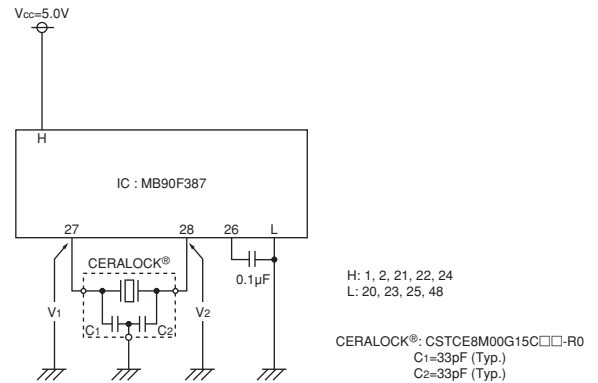 Vcc=5.0V
H
IC : MB90F387
27 28 26 L
CERALOCK®
0.1μF
V1 V2
C1 C2
H: 1, 2, 21, 22, 24
L: 20, 23, 25, 48
CERALOCK®: CSTCE8M00G15C□□-R0
C1=33pF (Typ.)
C2=33pF (Typ.)